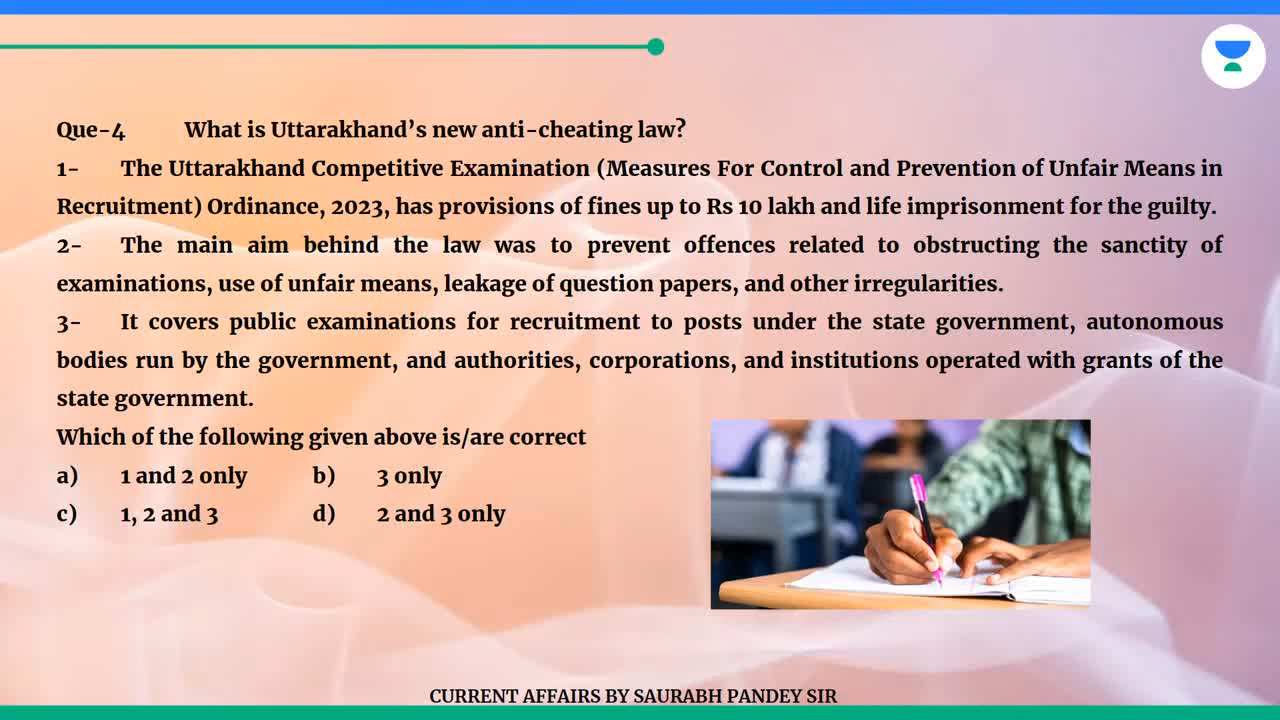 Que-4 What is Uttarakhand’s new anti-cheating law?
1- The Uttarakhand Competitive Examination (Measures For Control and Prevention of Unfair Means in
Recruitment) Ordinance, 2023, has provisions of fines up to Rs 10 lakh and life imprisonment for the guilty.
2- The main aim behind the law was to prevent offences related to obstructing the sanctity of
examinations, use of unfair means, leakage of question papers, and other irregularities.
3- It covers public examinations for recruitment to posts under the state government, autonomous
bodies run by the government, and authorities, corporations, and institutions operated with grants of the
state government.
Which of the following given above is/are correct
a) 1 and 2 only b) 3 only
c) 1, 2 and 3 d) 2 and 3 only
CURRENT AFFAIRS BY SAURABH PANDEY SIR